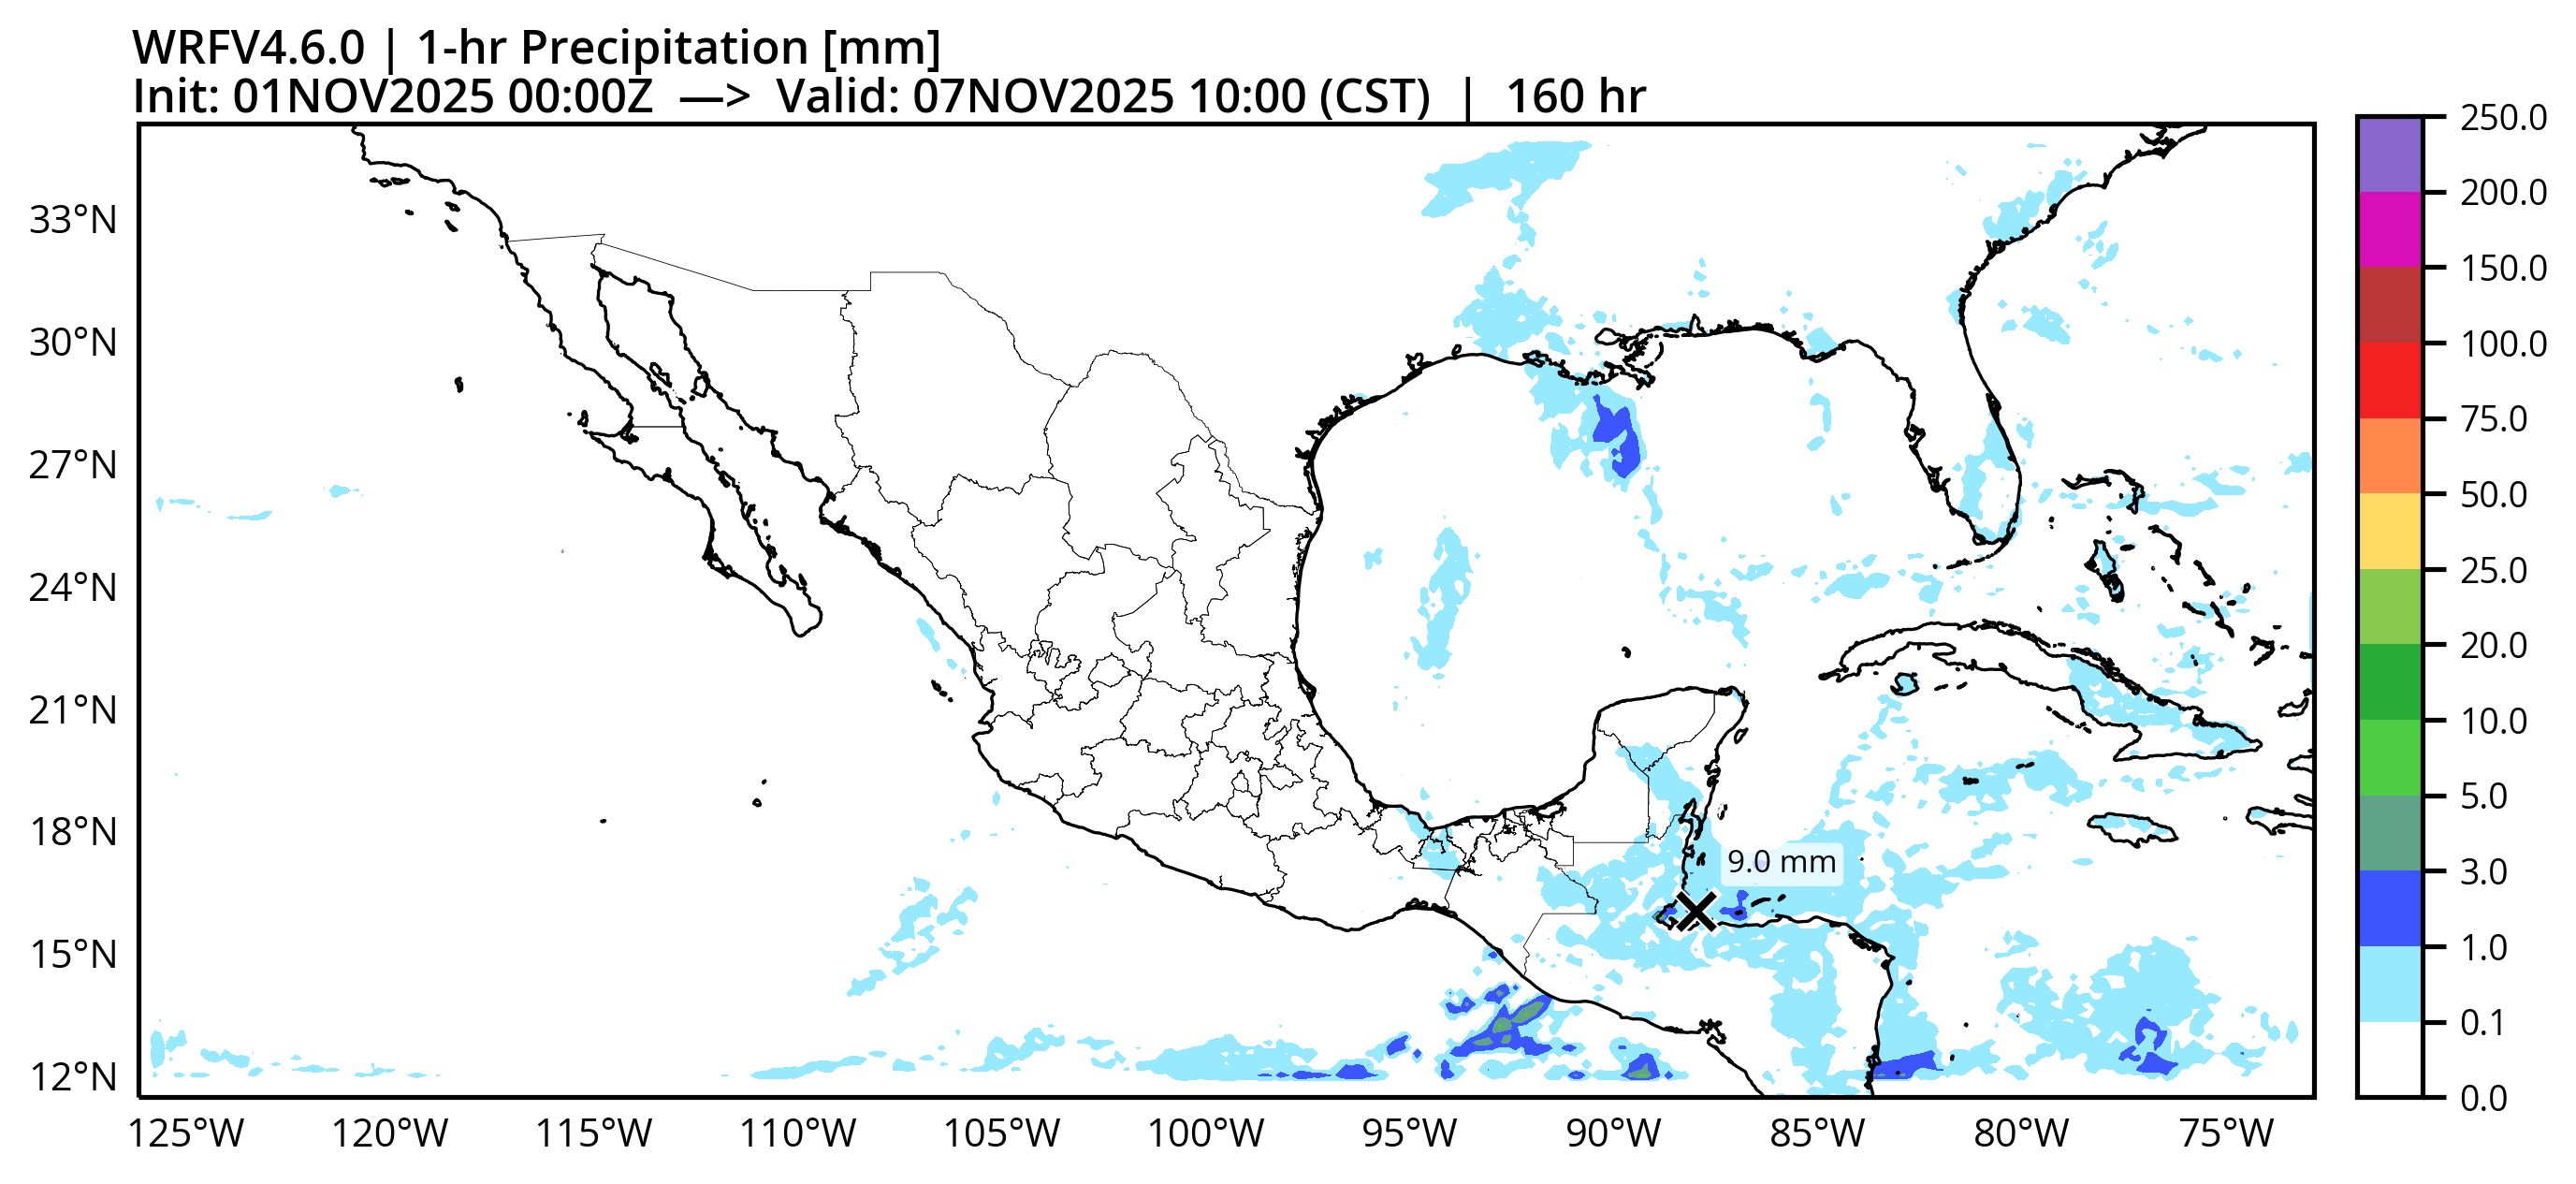 WRFV4.6.0 | 1-hr Precipitation [mm]
Init: 01NOV2025 00:00Z —> Valid: 07NOV2025 10:00 (CST) | 160 hr
33°N
30°N
27°N
24°N
21°N
18°N
15°N
12°N
125°W 120°W 115°W 110°W 105°W 100°W 95°W 90°W 85°W 80°W 75°W
9.0 mm
250.0
200.0
150.0
100.0
75.0
50.0
25.0
20.0
10.0
5.0
3.0
1.0
0.1
0.0